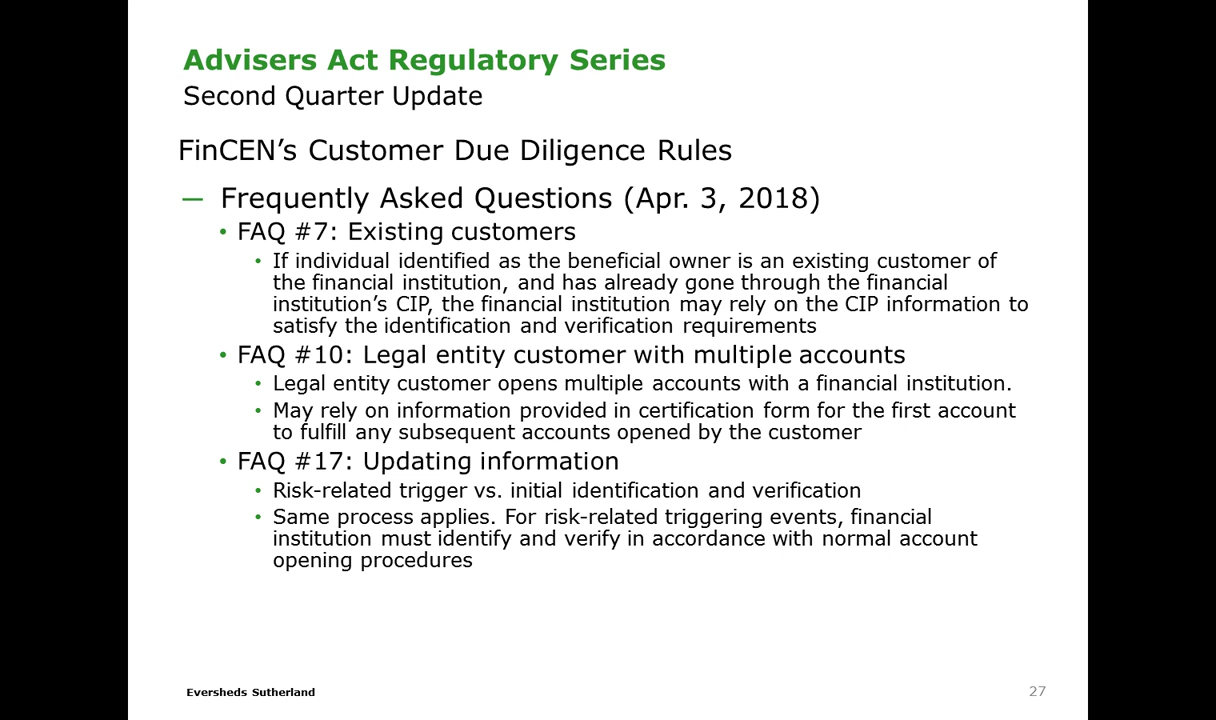 Advisers Act Regulatory Series
Second Quarter Update
FinCEN’s Customer Due Diligence Rules
— Frequently Asked Questions (Apr. 3, 2018)
• FAQ #7: Existing customers
• If individual identified as the beneficial owner is an existing customer of
the financial institution, and has already gone through the financial
institution’s CIP, the financial institution may rely on the CIP information to
satisfy the identification and verification requirements
• FAQ #10: Legal entity customer with multiple accounts
• Legal entity customer opens multiple accounts with a financial institution.
• May rely on information provided in certification form for the first account
to fulfill any subsequent accounts opened by the customer
• FAQ #17: Updating information
• Risk-related trigger vs. initial identification and verification
• Same process applies. For risk-related triggering events, financial
institution must identify and verify in accordance with normal account
opening procedures
Eversheds Sutherland
27